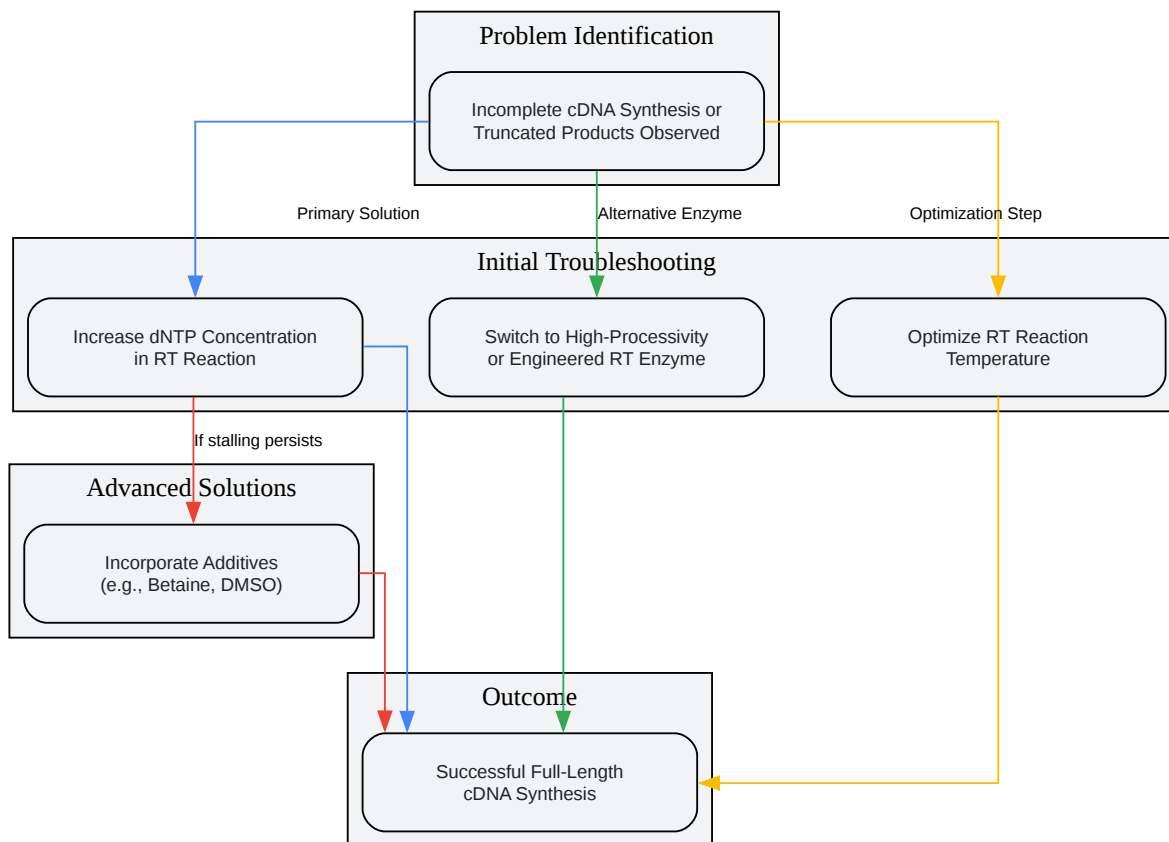 Problem Identification
Incomplete cDNA Synthesis or
Truncated Products Observed
Primary Solution
Alternative Enzyme
Optimization Step
Initial Troubleshooting
Increase dNTP Concentration
in RT Reaction
Switch to High-Processivity
or Engineered RT Enzyme
Optimize RT Reaction
Temperature
If stalling persists
Advanced Solutions
Incorporate Additives
(e.g., Betaine, DMSO)
Outcome
Successful Full-Length
cDNA Synthesis